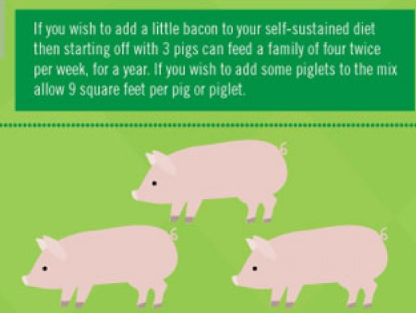 If you wish to add a little bacon to your self-sustained diet
then starting off with 3 pigs can feed a family of four twice
per week, for a year. If you wish to add some piglets to the mix
allow 9 square feet per pig or piglet.